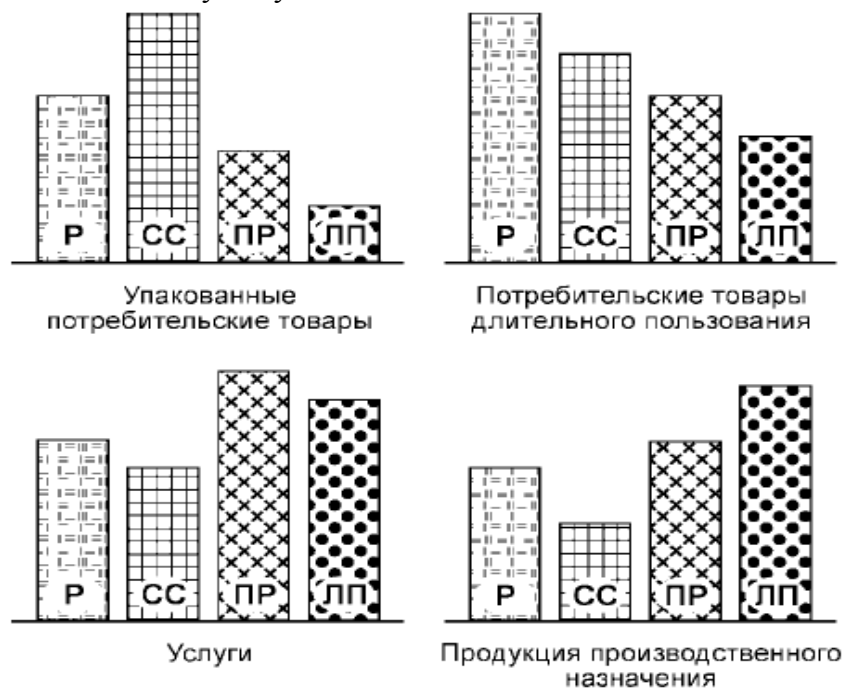 Р СС ПР ЛП
Упакованные
потребительские товары
Р СС ПР ЛП
Потребительские товары
длительного пользования
Р СС ПР ЛП
Услуги
Р СС ПР ЛП
Продукция производственного
назначения